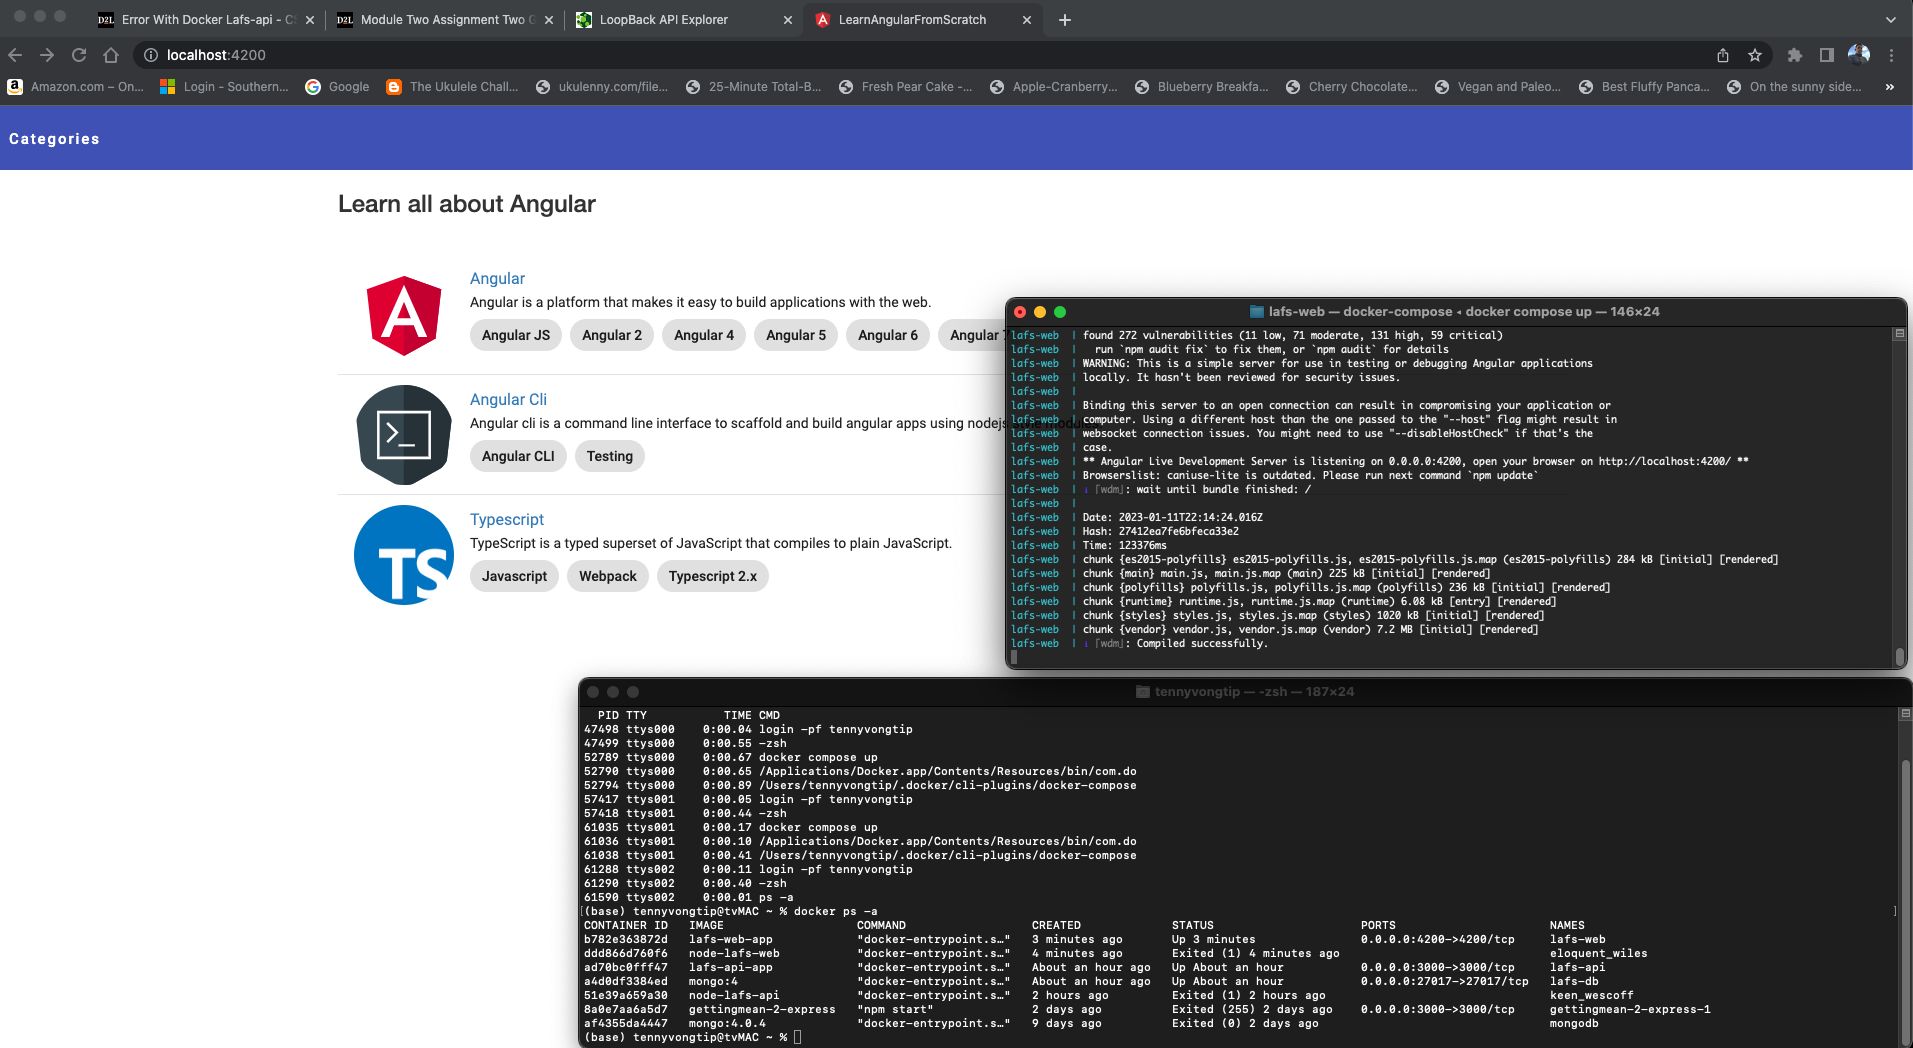 Error With Docker Lafs-api - CS
Module Two Assignment Two G
LoopBack API Explorer
LearnAngularFromScratch
localhost:4200
Amazon.com – On...
Login - Southern...
Google
The Ukulele Chall...
ukulenny.com/file...
25-Minute Total-B...
Fresh Pear Cake -...
Apple-Cranberry...
Blueberry Breakfa...
Cherry Chocolate...
Vegan and Paleo...
Best Fluffy Panca...
On the sunny side...
»
Categories
Learn all about Angular
Angular
Angular is a platform that makes it easy to build applications with the web.
Angular JS
Angular 2
Angular 4
Angular 5
Angular 6
Angular 7
Angular Cli
Angular cli is a command line interface to scaffold and build angular apps using nodejs style modules
Angular CLI
Testing
TS
Typescript
TypeScript is a typed superset of JavaScript that compiles to plain JavaScript.
Javascript
Webpack
Typescript 2.x
lafs-web — docker-compose ◂ docker compose up — 146×24
lafs-web | found 272 vulnerabilities (11 low, 71 moderate, 131 high, 59 critical)
lafs-web |   run `npm audit fix` to fix them, or `npm audit` for details
lafs-web | WARNING: This is a simple server for use in testing or debugging Angular applications
lafs-web | locally. It hasn't been reviewed for security issues.
lafs-web |
lafs-web | Binding this server to an open connection can result in compromising your application or
lafs-web | computer. Using a different host than the one passed to the "--host" flag might result in
lafs-web | websocket connection issues. You might need to use "--disableHostCheck" if that's the
lafs-web | case.
lafs-web | ** Angular Live Development Server is listening on 0.0.0.0:4200, open your browser on http://localhost:4200/ **
lafs-web | Browserslist: caniuse-lite is outdated. Please run next command `npm update`
lafs-web | ℹ ｢wdm｣: wait until bundle finished: /
lafs-web |
lafs-web | Date: 2023-01-11T22:14:24.016Z
lafs-web | Hash: 27412ea7fe6bfeca33e2
lafs-web | Time: 123376ms
lafs-web | chunk {es2015-polyfills} es2015-polyfills.js, es2015-polyfills.js.map (es2015-polyfills) 284 kB [initial] [rendered]
lafs-web | chunk {main} main.js, main.js.map (main) 225 kB [initial] [rendered]
lafs-web | chunk {polyfills} polyfills.js, polyfills.js.map (polyfills) 236 kB [initial] [rendered]
lafs-web | chunk {runtime} runtime.js, runtime.js.map (runtime) 6.08 kB [entry] [rendered]
lafs-web | chunk {styles} styles.js, styles.js.map (styles) 1020 kB [initial] [rendered]
lafs-web | chunk {vendor} vendor.js, vendor.js.map (vendor) 7.2 MB [initial] [rendered]
lafs-web | ℹ ｢wdm｣: Compiled successfully.
tennyvongtip — -zsh — 187×24
PID TTY TIME CMD
47498 ttys000 0:00.04 login -pf tennyvongtip
47499 ttys000 0:00.55 -zsh
52789 ttys000 0:00.67 docker compose up
52790 ttys000 0:00.65 /Applications/Docker.app/Contents/Resources/bin/com.do
52794 ttys000 0:00.89 /Users/tennyvongtip/.docker/cli-plugins/docker-compose
57417 ttys001 0:00.05 login -pf tennyvongtip
57418 ttys001 0:00.44 -zsh
61035 ttys001 0:00.17 docker compose up
61036 ttys001 0:00.10 /Applications/Docker.app/Contents/Resources/bin/com.do
61038 ttys001 0:00.41 /Users/tennyvongtip/.docker/cli-plugins/docker-compose
61288 ttys002 0:00.11 login -pf tennyvongtip
61290 ttys002 0:00.40 -zsh
61590 ttys002 0:00.01 ps -a
[(base) tennyvongtip@tvMAC ~ % docker ps -a ]
CONTAINER ID IMAGE COMMAND CREATED STATUS PORTS NAMES
b782e363872d lafs-web-app "docker-entrypoint.s…" 3 minutes ago Up 3 minutes 0.0.0.0:4200->4200/tcp lafs-web
ddd866d760f6 node-lafs-web "docker-entrypoint.s…" 4 minutes ago Exited (1) 4 minutes ago eloquent_wiles
ad70bc0fff47 lafs-api-app "docker-entrypoint.s…" About an hour ago Up About an hour 0.0.0.0:3000->3000/tcp lafs-api
a4d0df3384ed mongo:4 "docker-entrypoint.s…" About an hour ago Up About an hour 0.0.0.0:27017->27017/tcp lafs-db
51e39a659a30 node-lafs-api "docker-entrypoint.s…" 2 hours ago Exited (1) 2 hours ago keen_wescoff
8a0e7aa6a5d7 gettingmean-2-express "npm start" 2 days ago Exited (255) 2 days ago 0.0.0.0:3000->3000/tcp gettingmean-2-express-1
af4355da4447 mongo:4.0.4 "docker-entrypoint.s…" 9 days ago Exited (0) 2 days ago mongodb
(base) tennyvongtip@tvMAC ~ %